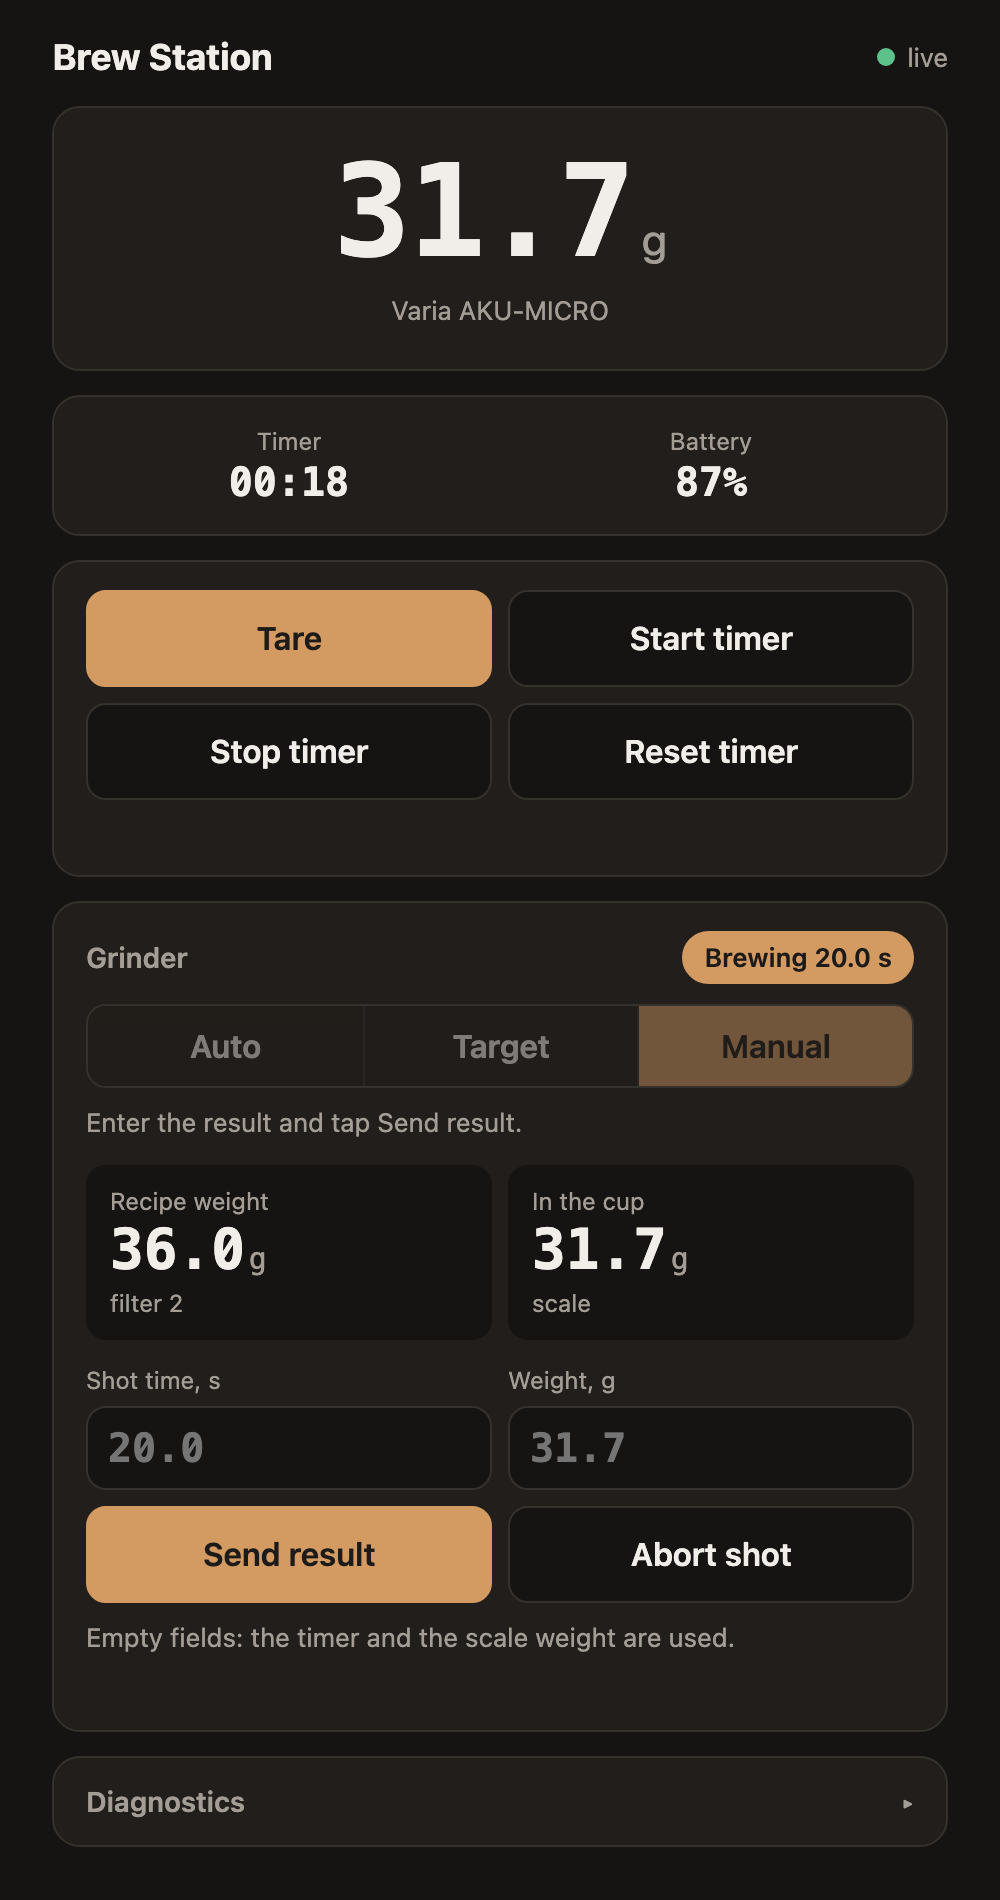 Brew Station
live
31.7 g
Varia AKU-MICRO
Timer
00:18
Battery
87%
Tare
Start timer
Stop timer
Reset timer
Grinder
Brewing 20.0 s
Auto
Target
Manual
Enter the result and tap Send result.
Recipe weight
36.0 g
filter 2
In the cup
31.7 g
scale
Shot time, s
20.0
Weight, g
31.7
Send result
Abort shot
Empty fields: the timer and the scale weight are used.
Diagnostics